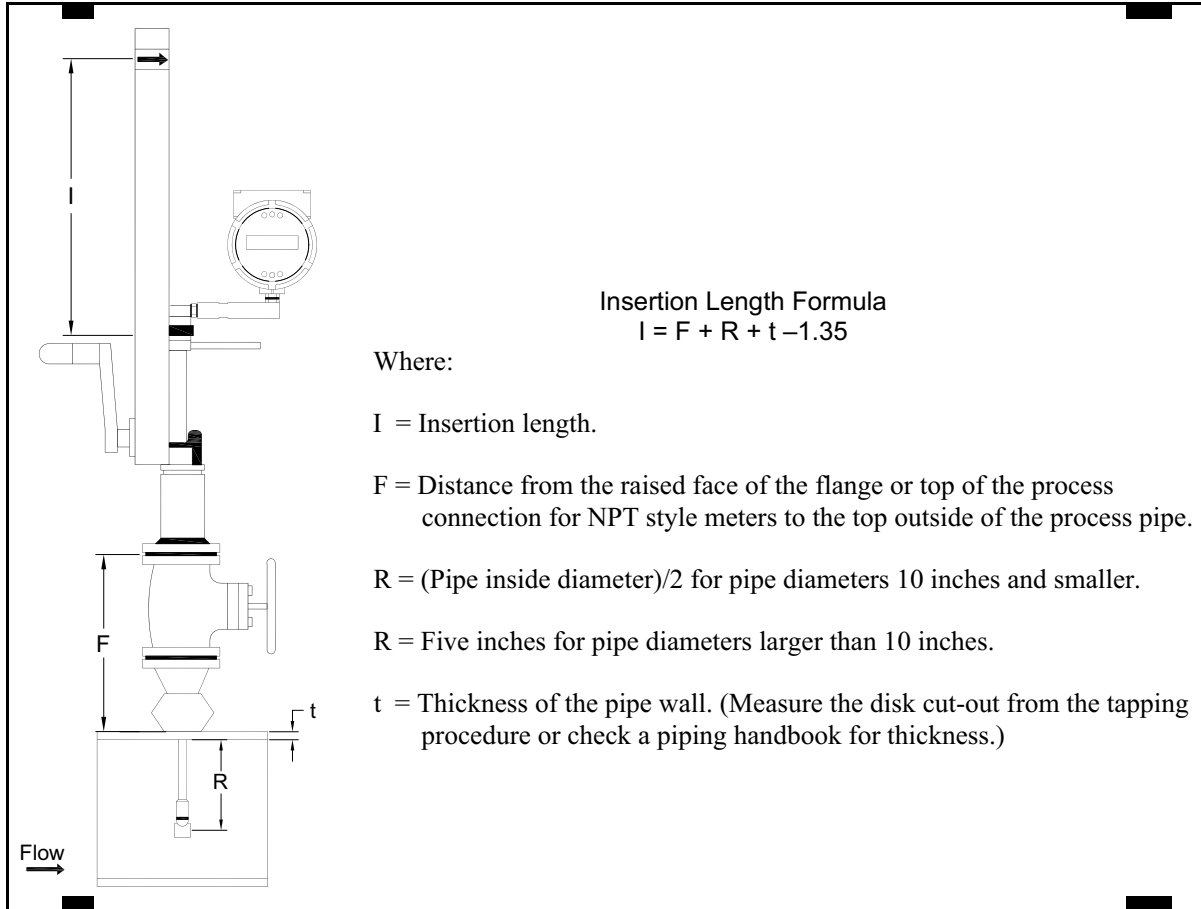 I
F
t
R
Flow
Insertion Length Formula
I = F + R + t –1.35
Where:
I = Insertion length.
F = Distance from the raised face of the flange or top of the process
connection for NPT style meters to the top outside of the process pipe.
R = (Pipe inside diameter)/2 for pipe diameters 10 inches and smaller.
R = Five inches for pipe diameters larger than 10 inches.
t = Thickness of the pipe wall. (Measure the disk cut-out from the tapping
procedure or check a piping handbook for thickness.)